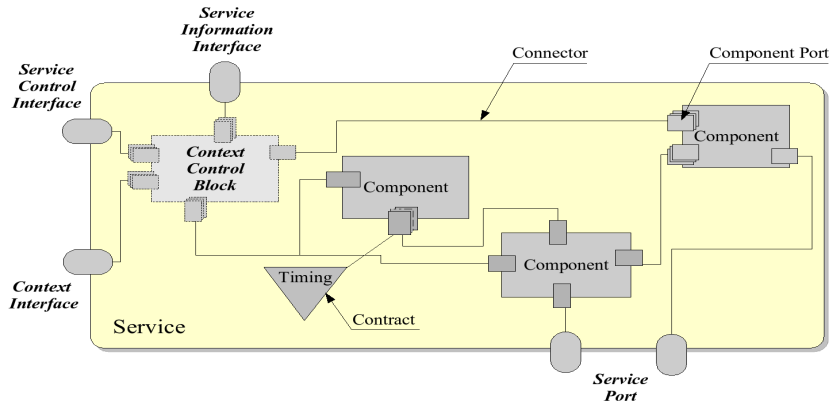 Service
Information
Interface
Service
Control
Interface
Connector
Component Port
Context
Control
Block
Component
Component
Component
Timing
Contract
Context
Interface
Service
Service
Port